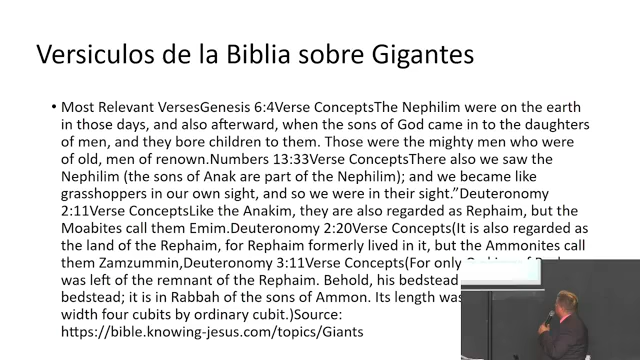 Versiculos de la Biblia sobre Gigantes
• Most Relevant VersesGenesis 6:4Verse ConceptsThe Nephilim were on the earth
in those days, and also afterward, when the sons of God came in to the daughters
of men, and they bore children to them. Those were the mighty men who were
of old, men of renown.Numbers 13:33Verse ConceptsThere also we saw the
Nephilim (the sons of Anak are part of the Nephilim); and we became like
grasshoppers in our own sight, and so we were in their sight.”Deuteronomy
2:11Verse ConceptsLike the Anakim, they are also regarded as Rephaim, but the
Moabites call them Emim.Deuteronomy 2:20Verse Concepts(It is also regarded as
the land of the Rephaim, for Rephaim formerly lived in it, but the Ammonites call
them Zamzummin,Deuteronomy 3:11Verse Concepts(For only
was left of the remnant of the Rephaim. Behold, his bedstead
bedstead; it is in Rabbah of the sons of Ammon. Its length was
width four cubits by ordinary cubit.)Source:
https://bible.knowing-jesus.com/topics/Giants